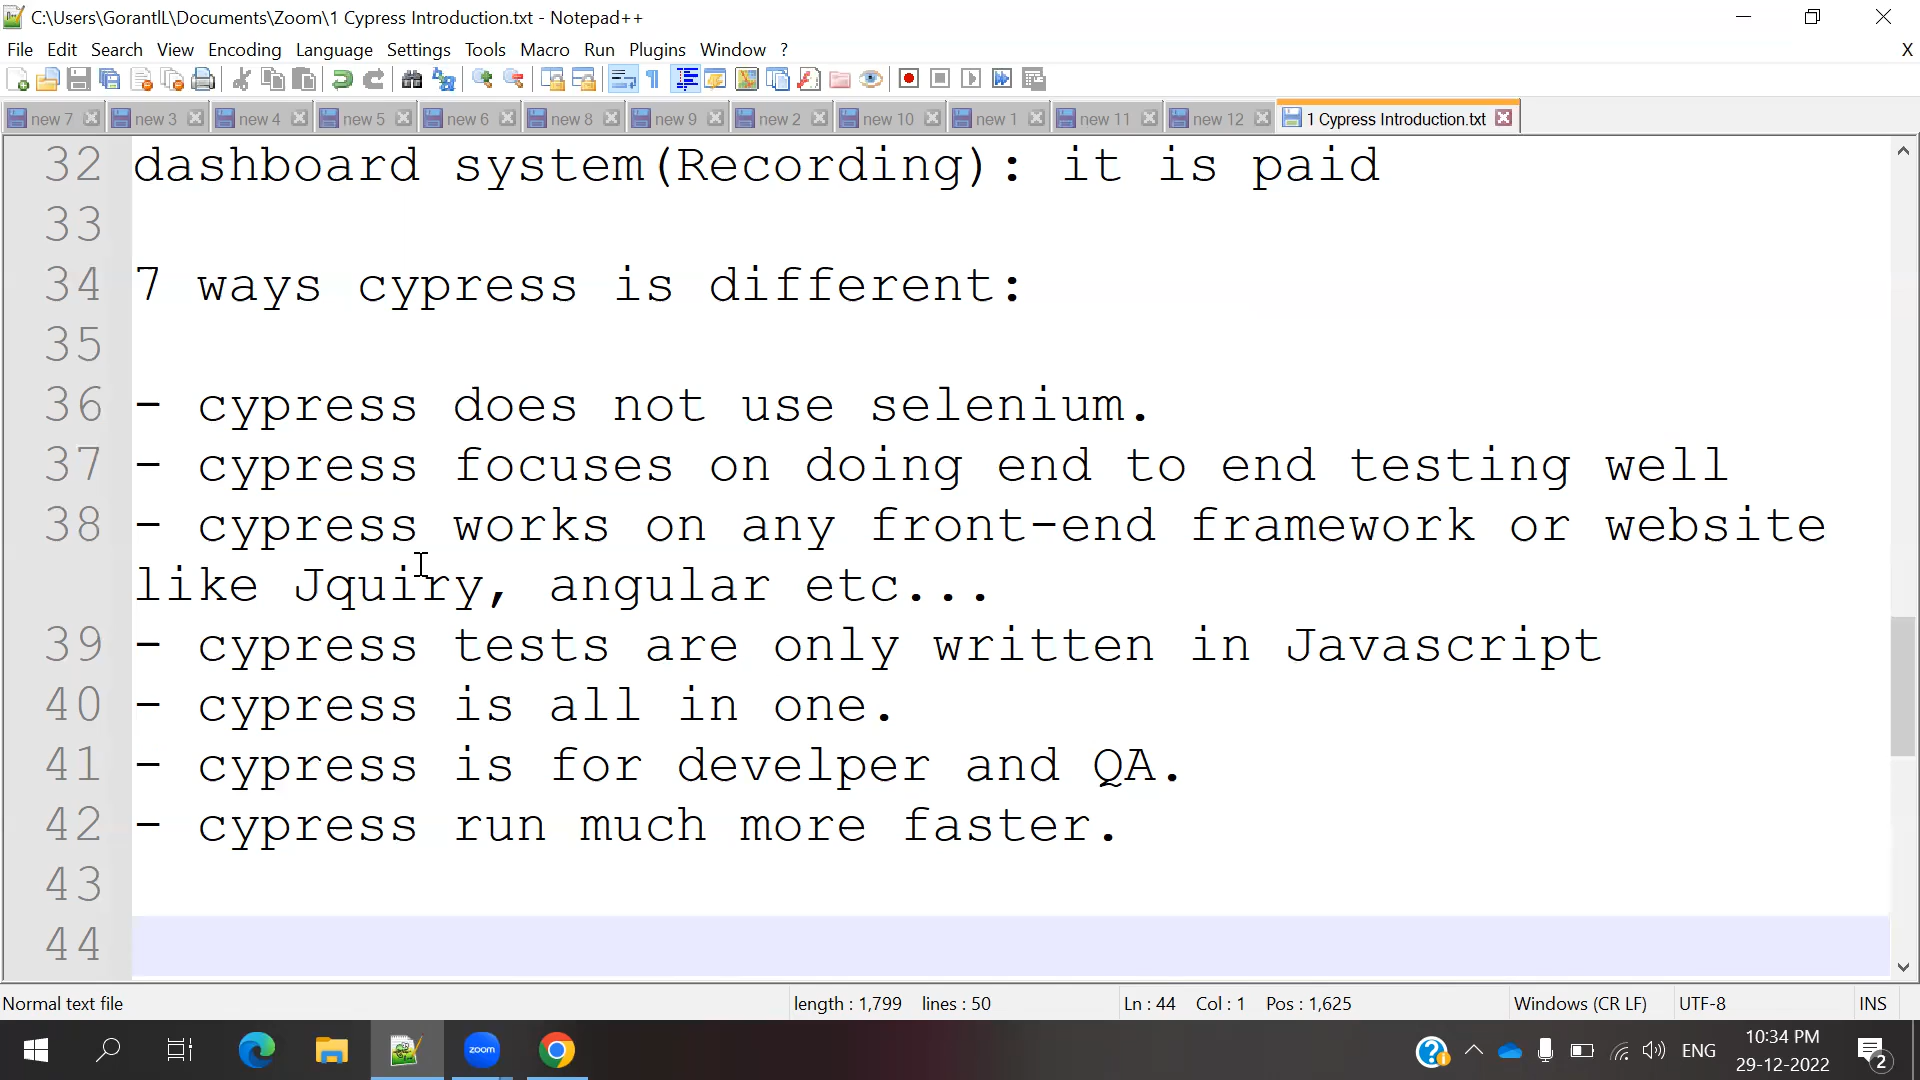 C:\Users\GorantlL\Documents\Zoom\1 Cypress Introduction.txt - Notepad++
File Edit Search View Encoding Language Settings Tools Macro Run Plugins Window ? X
new 7 new 3 new 4 new 5 new 6 new 8 new 9 new 2 new 10 new 1 new 11 new 12 1 Cypress Introduction.txt
32 dashboard system(Recording): it is paid
33
34 7 ways cypress is different:
35
36 - cypress does not use selenium.
37 - cypress focuses on doing end to end testing well
38 - cypress works on any front-end framework or website
like Jquiry, angular etc...
39 - cypress tests are only written in Javascript
40 - cypress is all in one.
41 - cypress is for develper and QA.
42 - cypress run much more faster.
43
44
Normal text file length : 1,799 lines : 50 Ln : 44 Col : 1 Pos : 1,625 Windows (CR LF) UTF-8 INS
zoom ENG 10:34 PM
29-12-2022 2